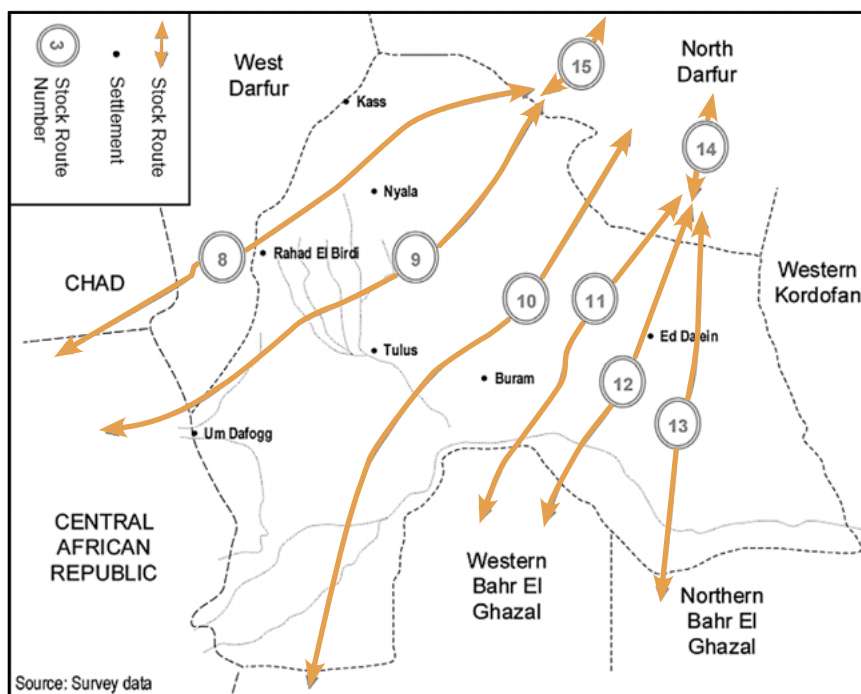 3
Stock Route
Number
Settlement
Stock Route
West
Darfur
15
North
Darfur
Kass
14
Nyala
8
Rahad El Birdi
9
CHAD
Western
Kordofan
10
11
Ed Daein
Tulus
Buram
12
13
Um Dafogg
CENTRAL
AFRICAN
REPUBLIC
Western
Bahr El
Ghazal
Northern
Bahr El
Ghazal
Source: Survey data